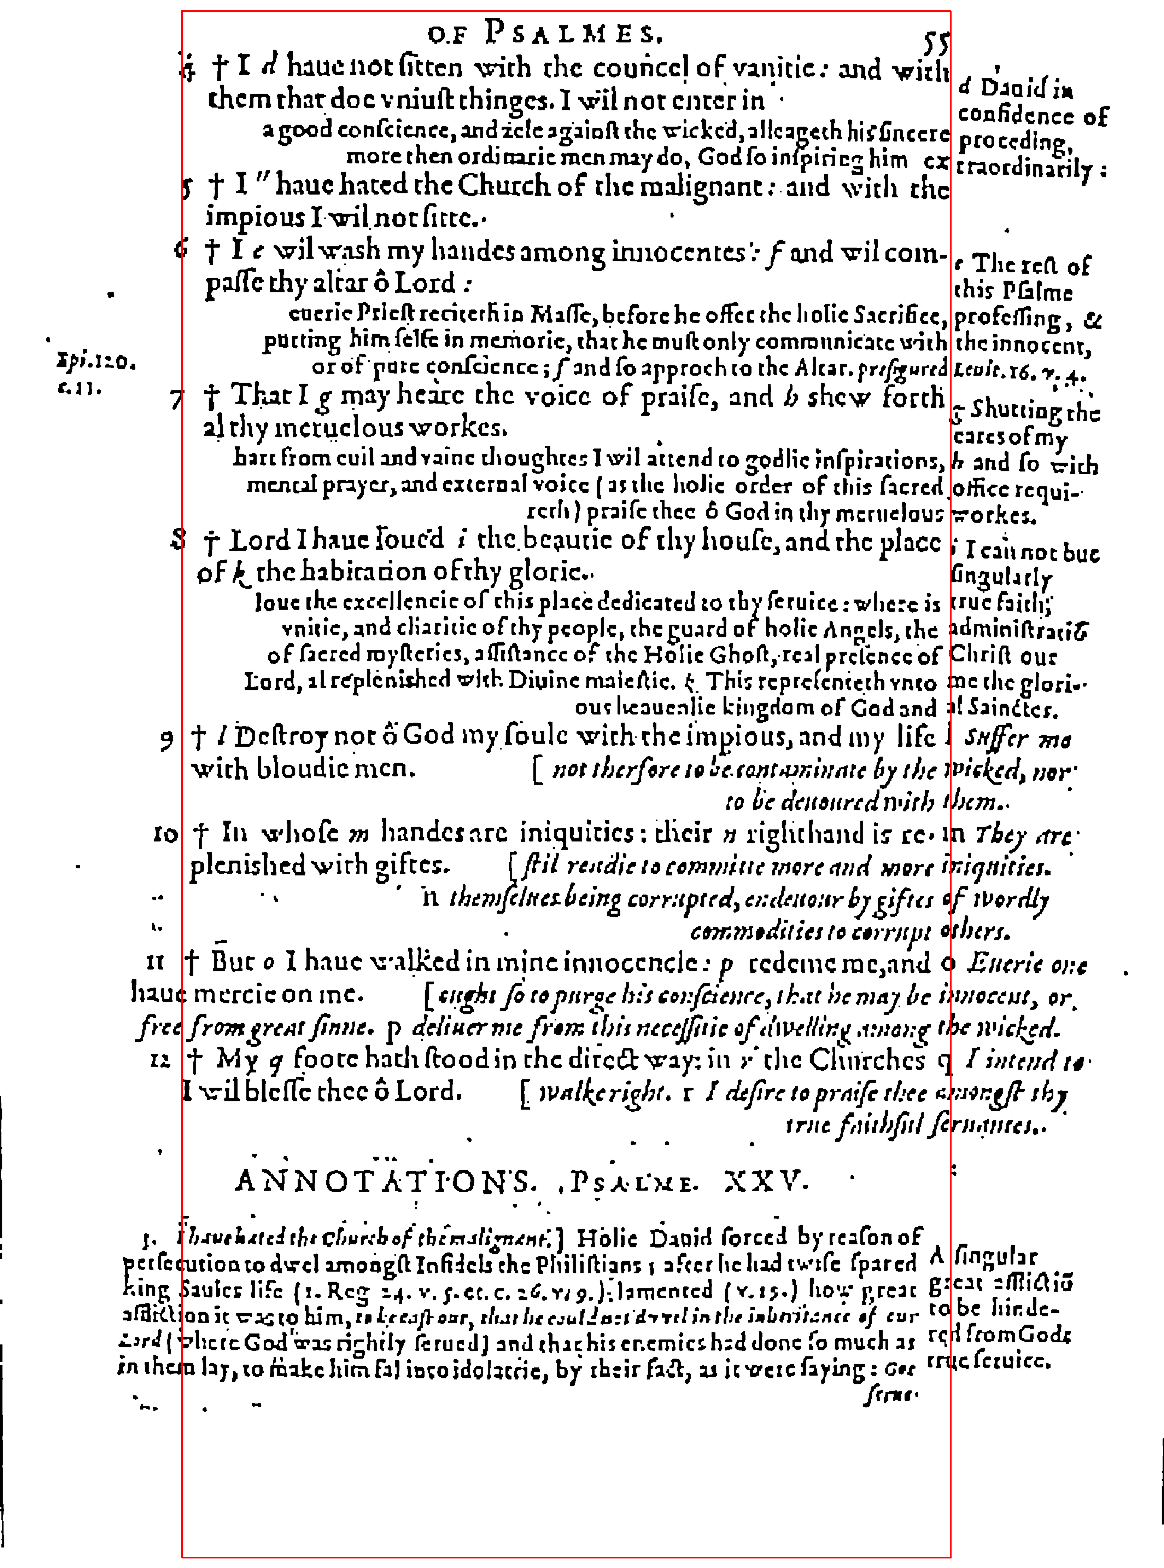 OF PSALMES. 55
4 † I d haue not ſitten with the councel of vanitie: and with
them that doe vniuſt thinges. I wil not enter in
d Dauid in
confidence of
a good conſcience, and zele againſt the wicked, alleageth his ſincere proceding,
more then ordinarie men may do, God ſo inſpiring him extraordinarily:
5 † I " haue hated the Church of the malignant: and with the
impious I wil not ſitte.
6 † I e wil wash my handes among innocentes: f and wil com-
paſſe thy altar ô Lord:
e The reſt of
this Pſalme
euerie Prieſt reciteth in Maſſe, before he offer the holie Sacrifice, profeſſing, &
putting him ſelfe in memorie, that he muſt only communicate with the innocent,
or of pure conſcience; f and ſo approch to the Altar. prefigured Leuit. 16. v. 4.
Epi. 120.
c. 11.
7 † That I g may heare the voice of praiſe, and h shew forth
al thy meruelous workes.
g Shutting the
eares of my
hart from euil and vaine thoughtes I wil attend to godlie inſpirations, h and ſo with
mental prayer, and external voice (as the holie order of this ſacred office requi-
reth) praiſe thee ô God in thy meruelous workes.
8 † Lord I haue loued i the beautie of thy houſe, and the place
of k the habitation of thy glorie.
i I can not but
ſingularly
loue the excellencie of this place dedicated to thy ſeruice: where is true faith,
vnitie, and charitie of thy people, the guard of holie Angels, the adminiſtratiõ
of ſacred myſteries, aſſiſtance of the Holie Ghoſt, real preſence of Chriſt our
Lord, al replenished with Diuine maieſtie. k This repreſenteth vnto me the glori-
ous heauenlie kingdom of God and al Sainctes.
9 † l Deſtroy not ô God my ſoule with the impious, and my life l Suffer me
with bloudie men. [ not therfore to be contaminate by the wicked, nor
to be deuoured with them.
10 † In whoſe m handes are iniquities: their n righthand is re- m They are
plenished with giftes. [ ſtil readie to committe more and more iniquities.
n themſelues being corrupted, endeuour by giftes of wordly
commodities to corrupt others.
11 † But o I haue walked in mine innocencie: p redeme me, and o Euerie one
haue mercie on me. [ ought ſo to purge his conſcience, that he may be innocent, or
free from great ſinne. p deliuer me from this neceſſitie of dwelling among the wicked.
12 † My q foote hath ſtood in the direct way: in r the Churches q I intend to
I wil bleſſe thee ô Lord. [ walke right. r I deſire to praiſe thee amongſt thy
true faithful ſeruantes.
ANNOTATIONS. PSALME. XXV.
5. I haue hated the Church of the malignant.] Holie Dauid forced by reaſon of
perſecution to dwel amongſt Infidels the Philiſtians; after he had twiſe ſpared
king Saules life (1. Reg 24. v. 5. et. c. 26. v. 9.) lamented (v. 19.) how great
affliction it was to him, to be caſt out, that he could not dwel in the inheritance of our
Lord (where God was rightly ſerued) and that his enemies had done ſo much as
in them lay, to make him fal into idolatrie, by their fact, as it were ſaying: Goe
ſerue
A ſingular
great afflictiõ
to be hinde-
red from Gods
true ſeruice.